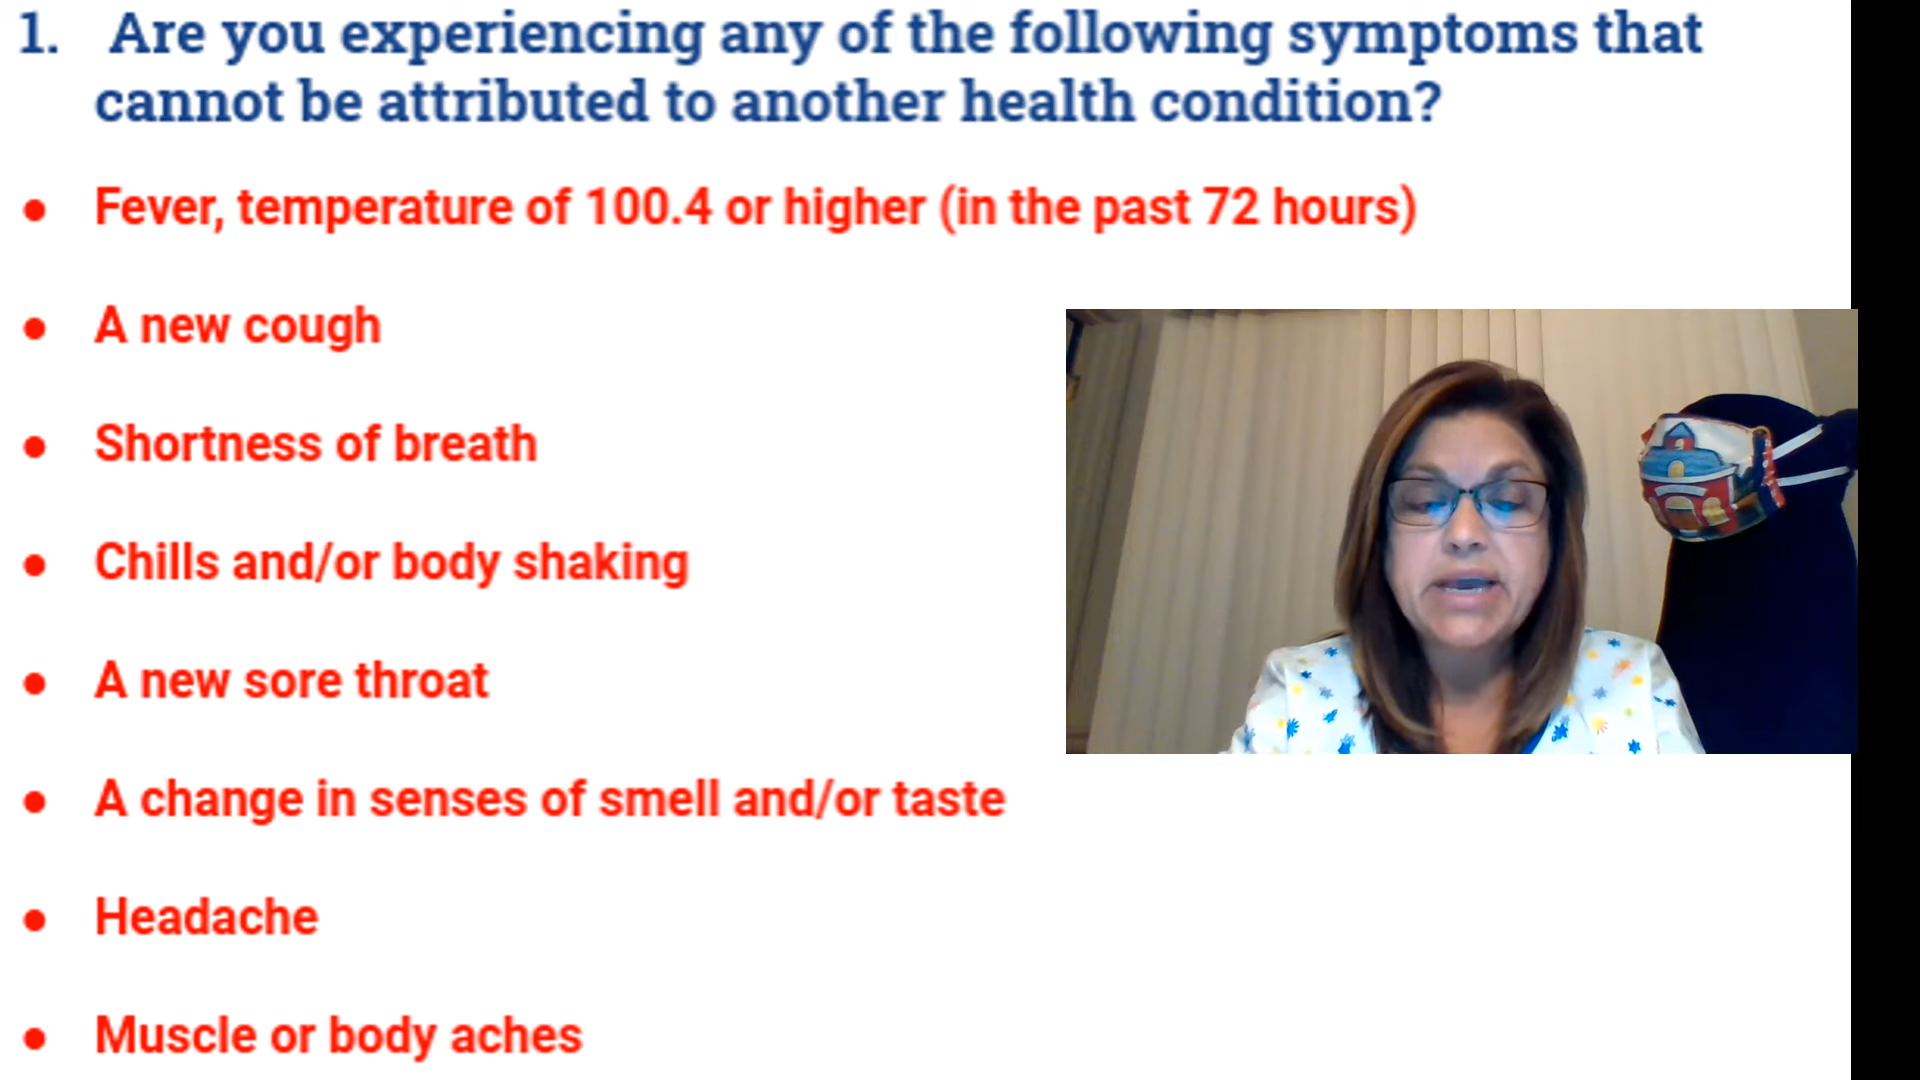 1. Are you experiencing any of the following symptoms that
cannot be attributed to another health condition?
● Fever, temperature of 100.4 or higher (in the past 72 hours)
● A new cough
● Shortness of breath
● Chills and/or body shaking
● A new sore throat
● A change in senses of smell and/or taste
● Headache
● Muscle or body aches